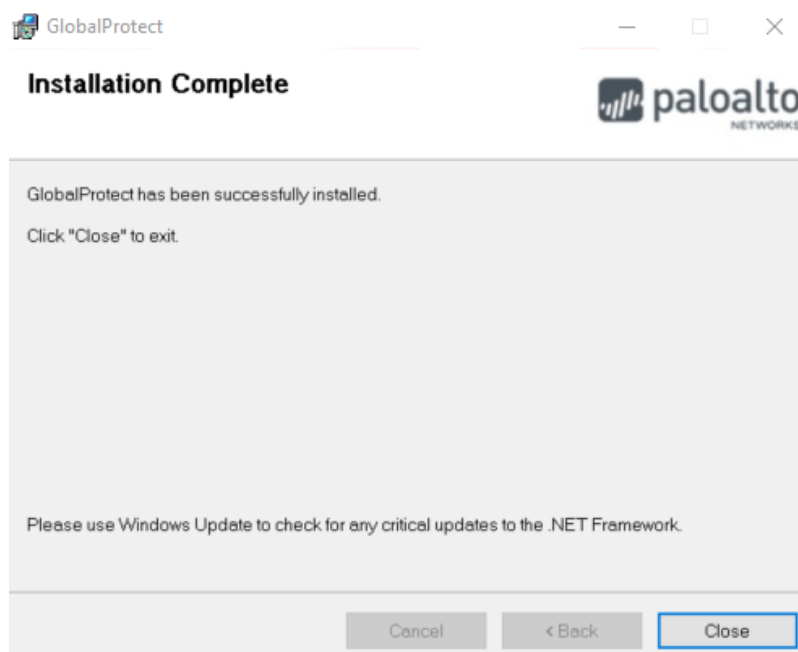 GlobalProtect
Installation Complete
paloalto
NETWORKS
GlobalProtect has been successfully installed.
Click "Close" to exit.
Please use Windows Update to check for any critical updates to the .NET Framework.
Cancel
< Back
Close